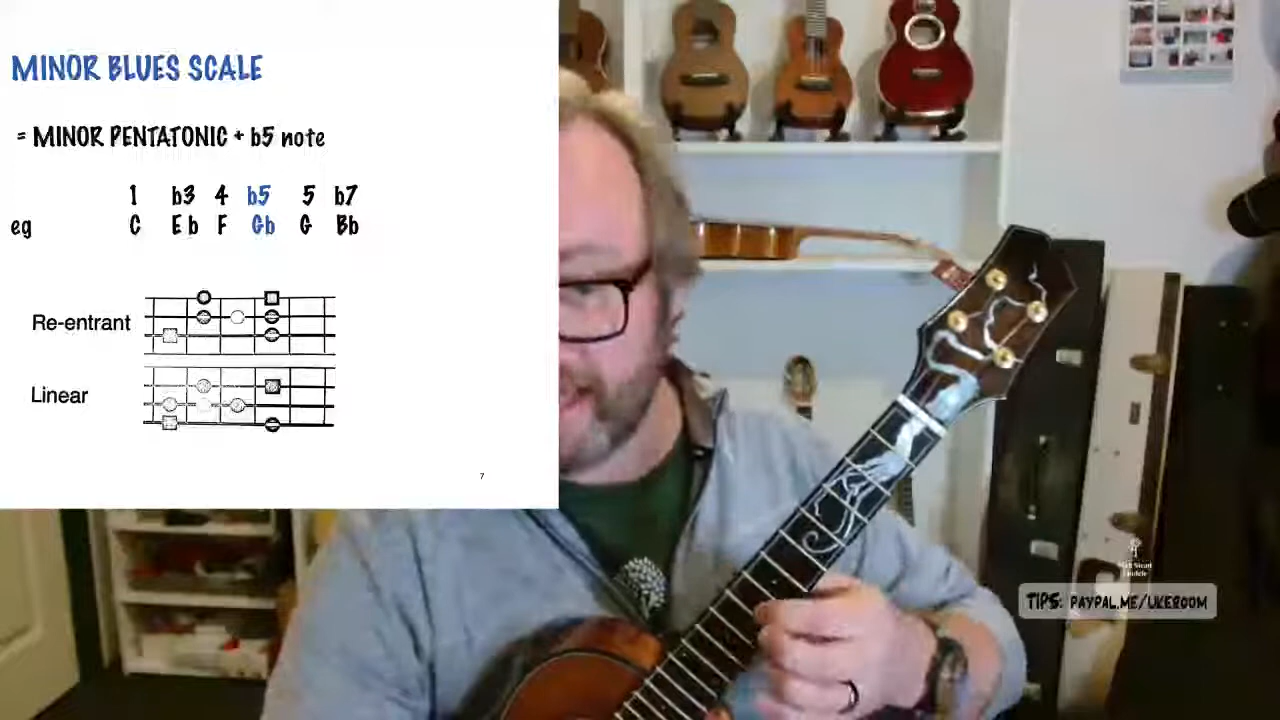 MINOR BLUES SCALE
= MINOR PENTATONIC + b5 note
1 b3 4 b5 5 b7
eg C Eb F Gb G Bb
Re-entrant
Linear
7
TIPS: PAYPAL.ME/UKEBOOM